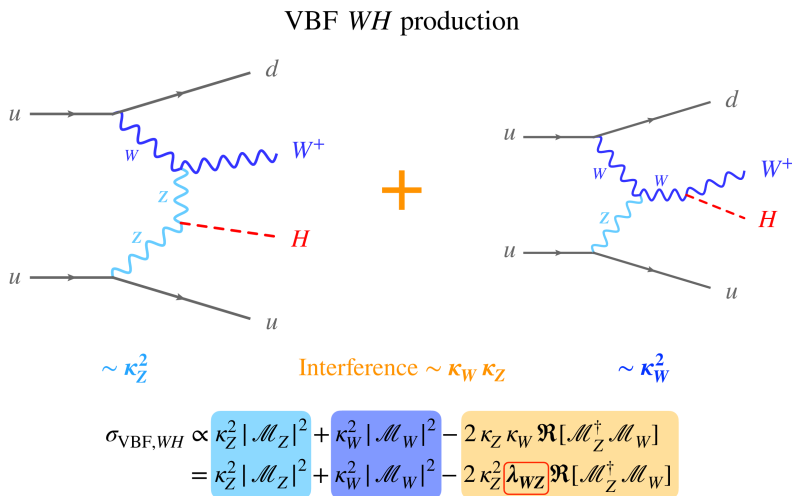 VBF WH production
u d W W⁺ Z Z H u u
+
u d W W W⁺ Z H u u
~ κ_Z^2 Interference ~ κ_W κ_Z ~ κ_W^2
σ_VBF,WH ∝ κ_Z^2 |ℳ_Z|^2 + κ_W^2 |ℳ_W|^2 − 2 κ_Z κ_W ℜ[ℳ_Z^† ℳ_W]
= κ_Z^2 |ℳ_Z|^2 + κ_W^2 |ℳ_W|^2 − 2 κ_Z^2 λ_WZ ℜ[ℳ_Z^† ℳ_W]